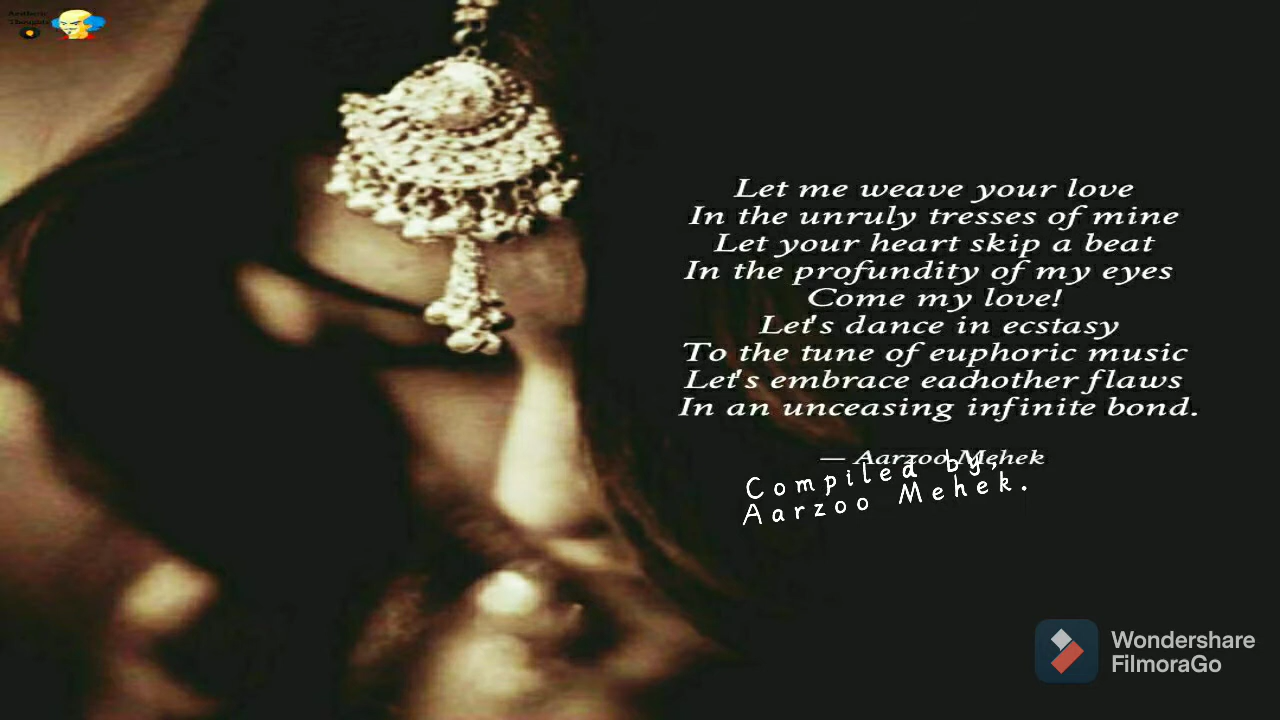 Aesthetic
Thoughts
Let me weave your love
In the unruly tresses of mine
Let your heart skip a beat
In the profundity of my eyes
Come my love!
Let's dance in ecstasy
To the tune of euphoric music
Let's embrace eachother flaws
In an unceasing infinite bond.
— Aarzoo Mehek
Compiled by,
Aarzoo Mehek.
Wondershare
FilmoraGo